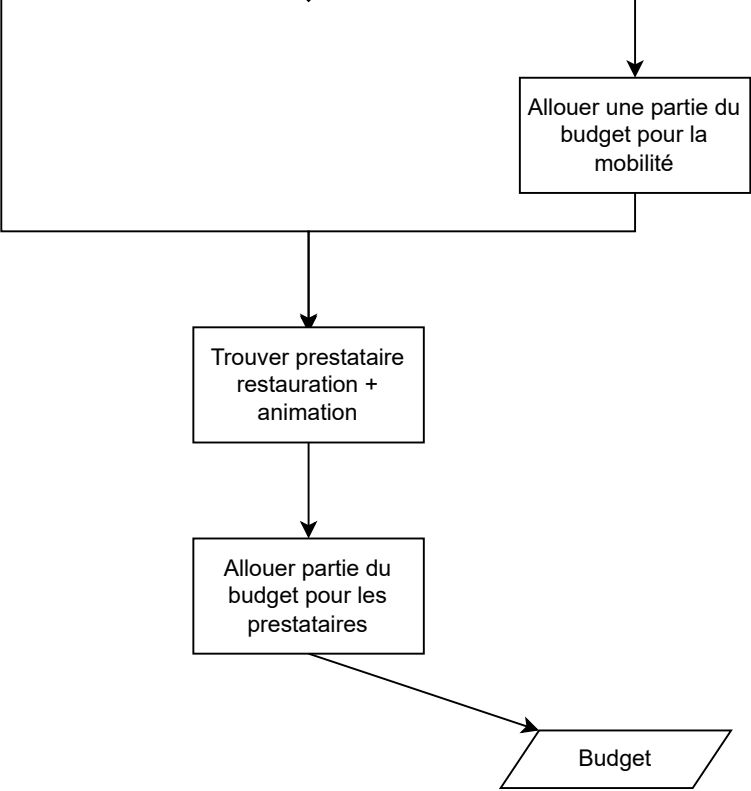 Allouer une partie du
budget pour la
mobilité
Trouver prestataire
restauration +
animation
Allouer partie du
budget pour les
prestataires
Budget